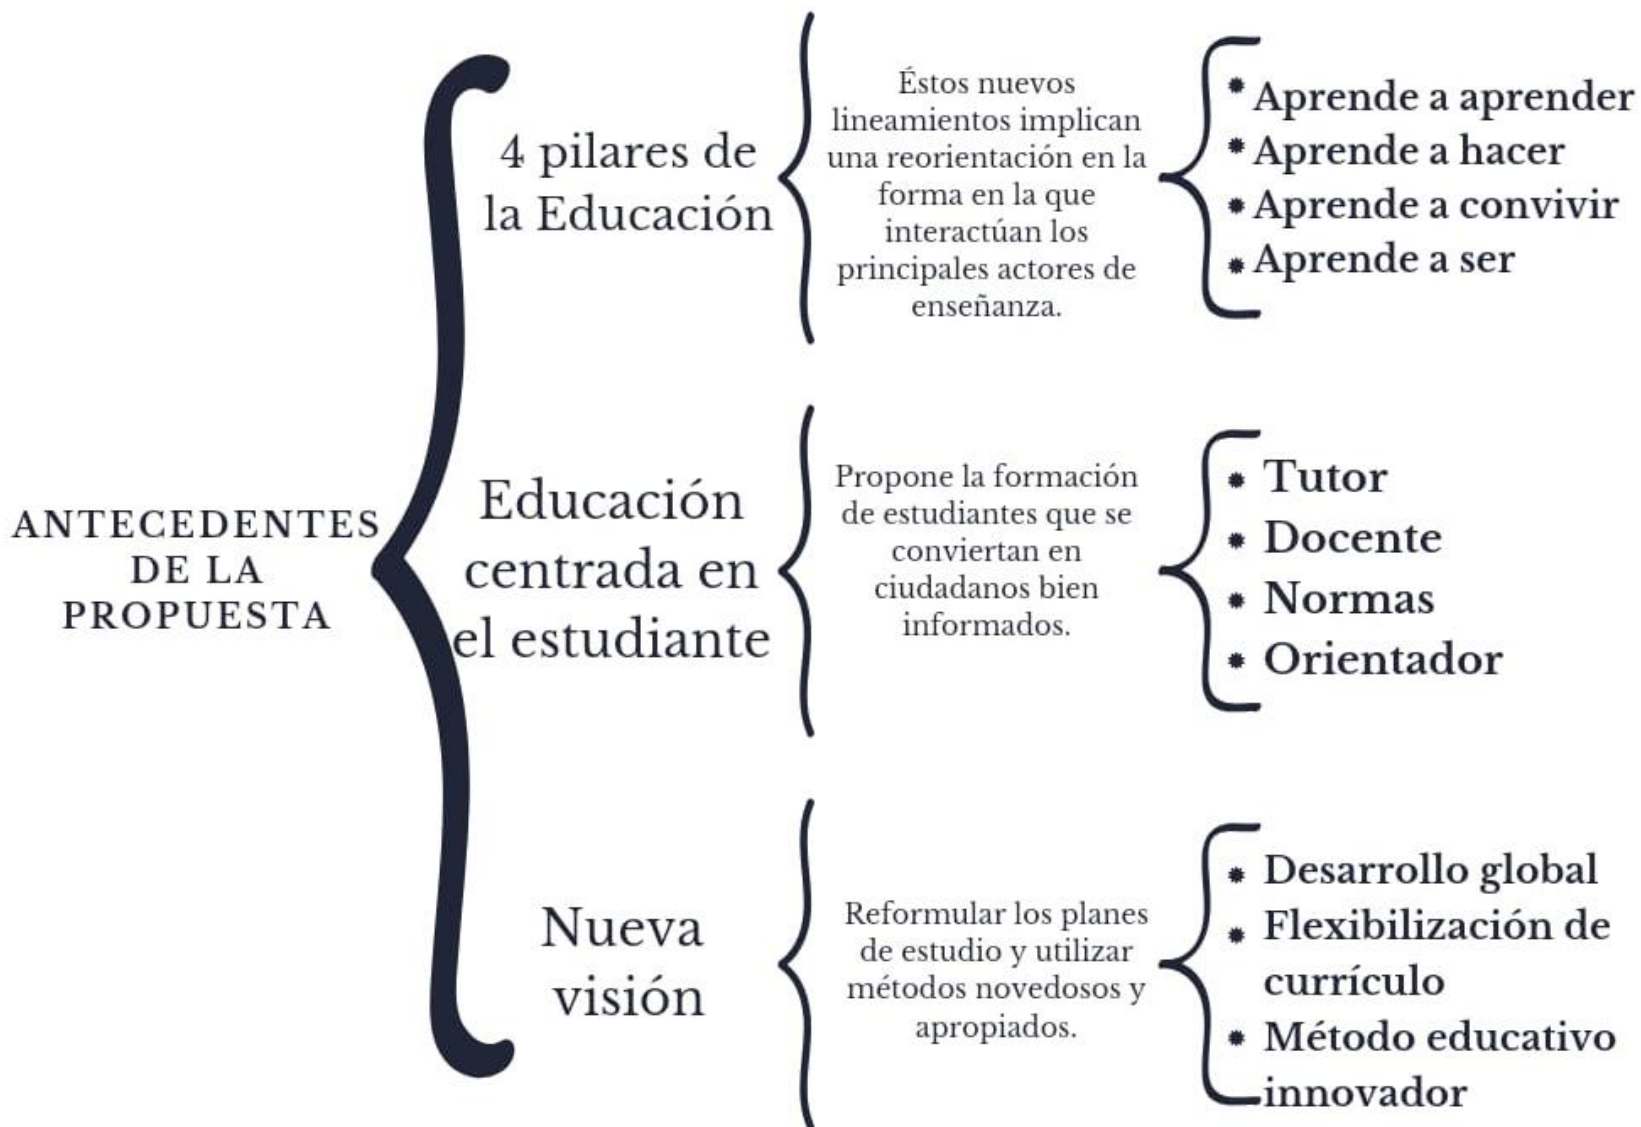 ANTECEDENTES
DE LA
PROPUESTA
4 pilares de
la Educación
Éstos nuevos
lineamientos implican
una reorientación en la
forma en la que
interactúan los
principales actores de
enseñanza.
Aprende a aprender
Aprende a hacer
Aprende a convivir
Aprende a ser
Educación
centrada en
el estudiante
Propone la formación
de estudiantes que se
conviertan en
ciudadanos bien
informados.
Tutor
Docente
Normas
Orientador
Nueva
visión
Reformular los planes
de estudio y utilizar
métodos novedosos y
apropiados.
Desarrollo global
Flexibilización de
currículo
Método educativo
innovador